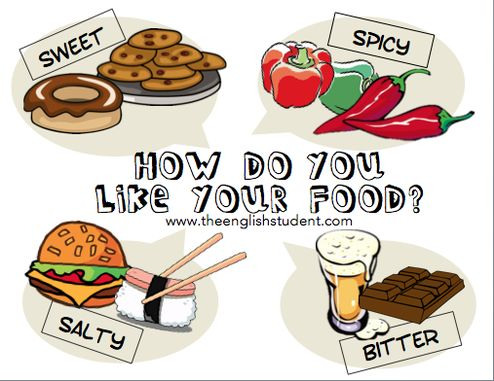 SWEET
SPICY
HOW DO YOU
LIKE YOUR FOOD?
www.theenglishstudent.com
SALTY
BITTER